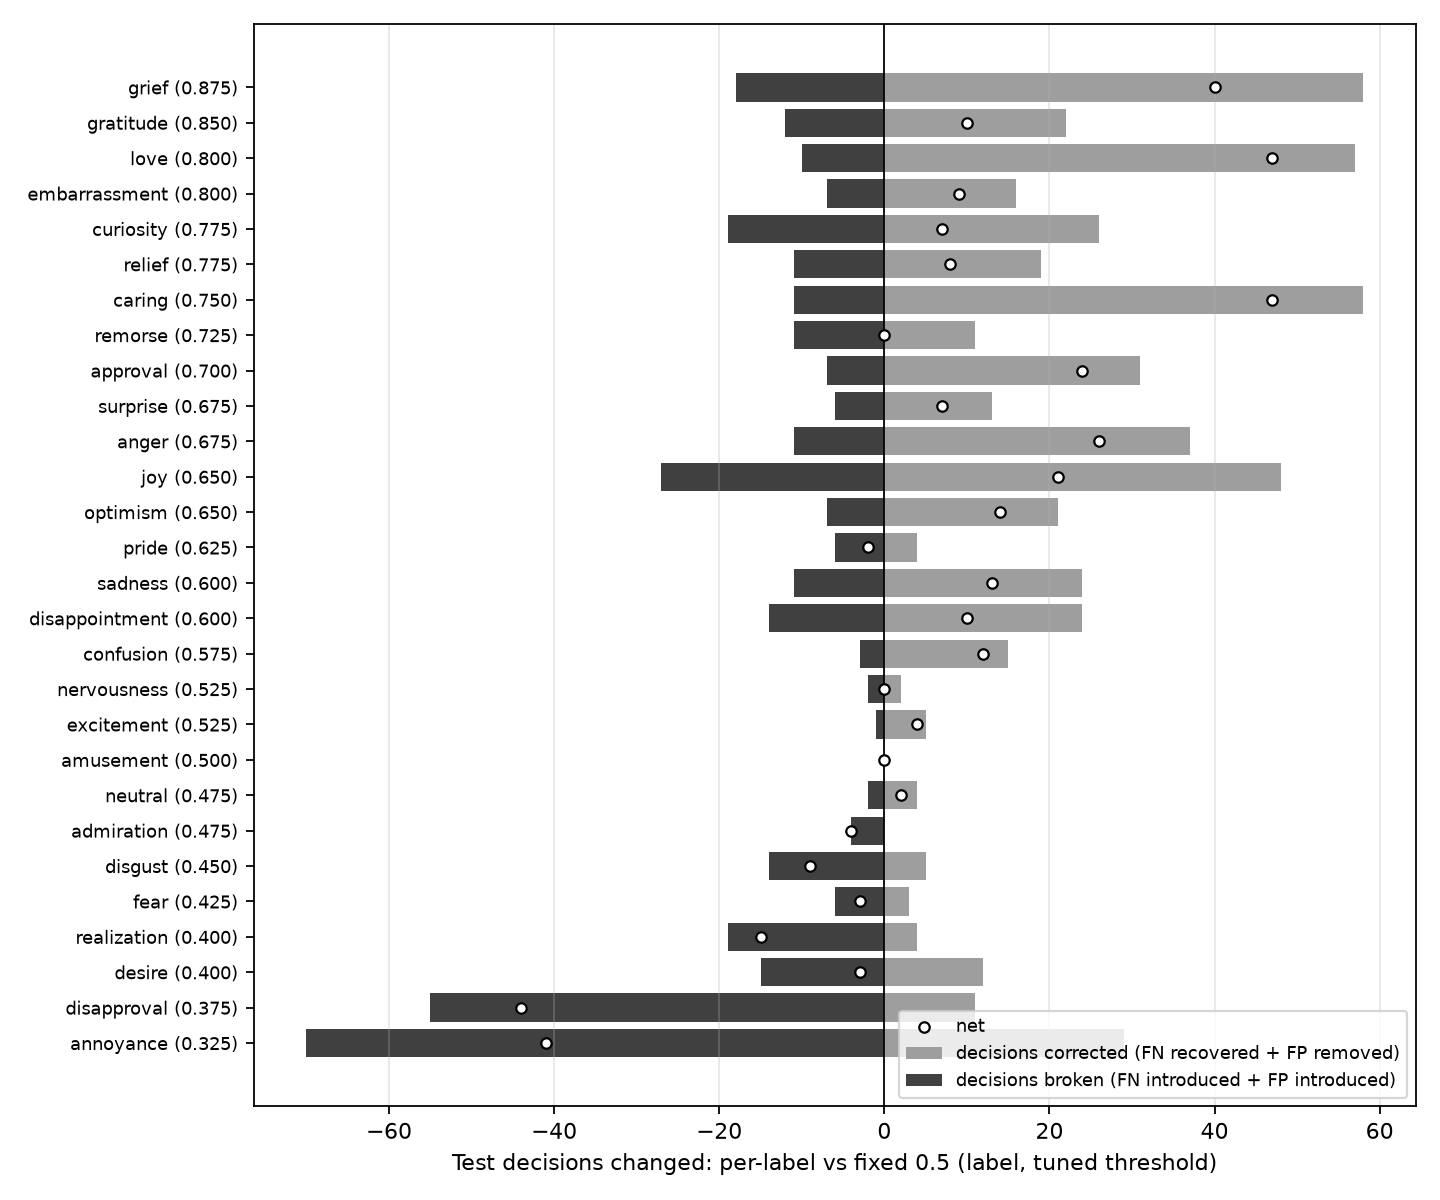 grief (0.875)
gratitude (0.850)
love (0.800)
embarrassment (0.800)
curiosity (0.775)
relief (0.775)
caring (0.750)
remorse (0.725)
approval (0.700)
surprise (0.675)
anger (0.675)
joy (0.650)
optimism (0.650)
pride (0.625)
sadness (0.600)
disappointment (0.600)
confusion (0.575)
nervousness (0.525)
excitement (0.525)
amusement (0.500)
neutral (0.475)
admiration (0.475)
disgust (0.450)
fear (0.425)
realization (0.400)
desire (0.400)
disapproval (0.375)
annoyance (0.325)
net
decisions corrected (FN recovered + FP removed)
decisions broken (FN introduced + FP introduced)
−60 −40 −20 0 20 40 60
Test decisions changed: per-label vs fixed 0.5 (label, tuned threshold)